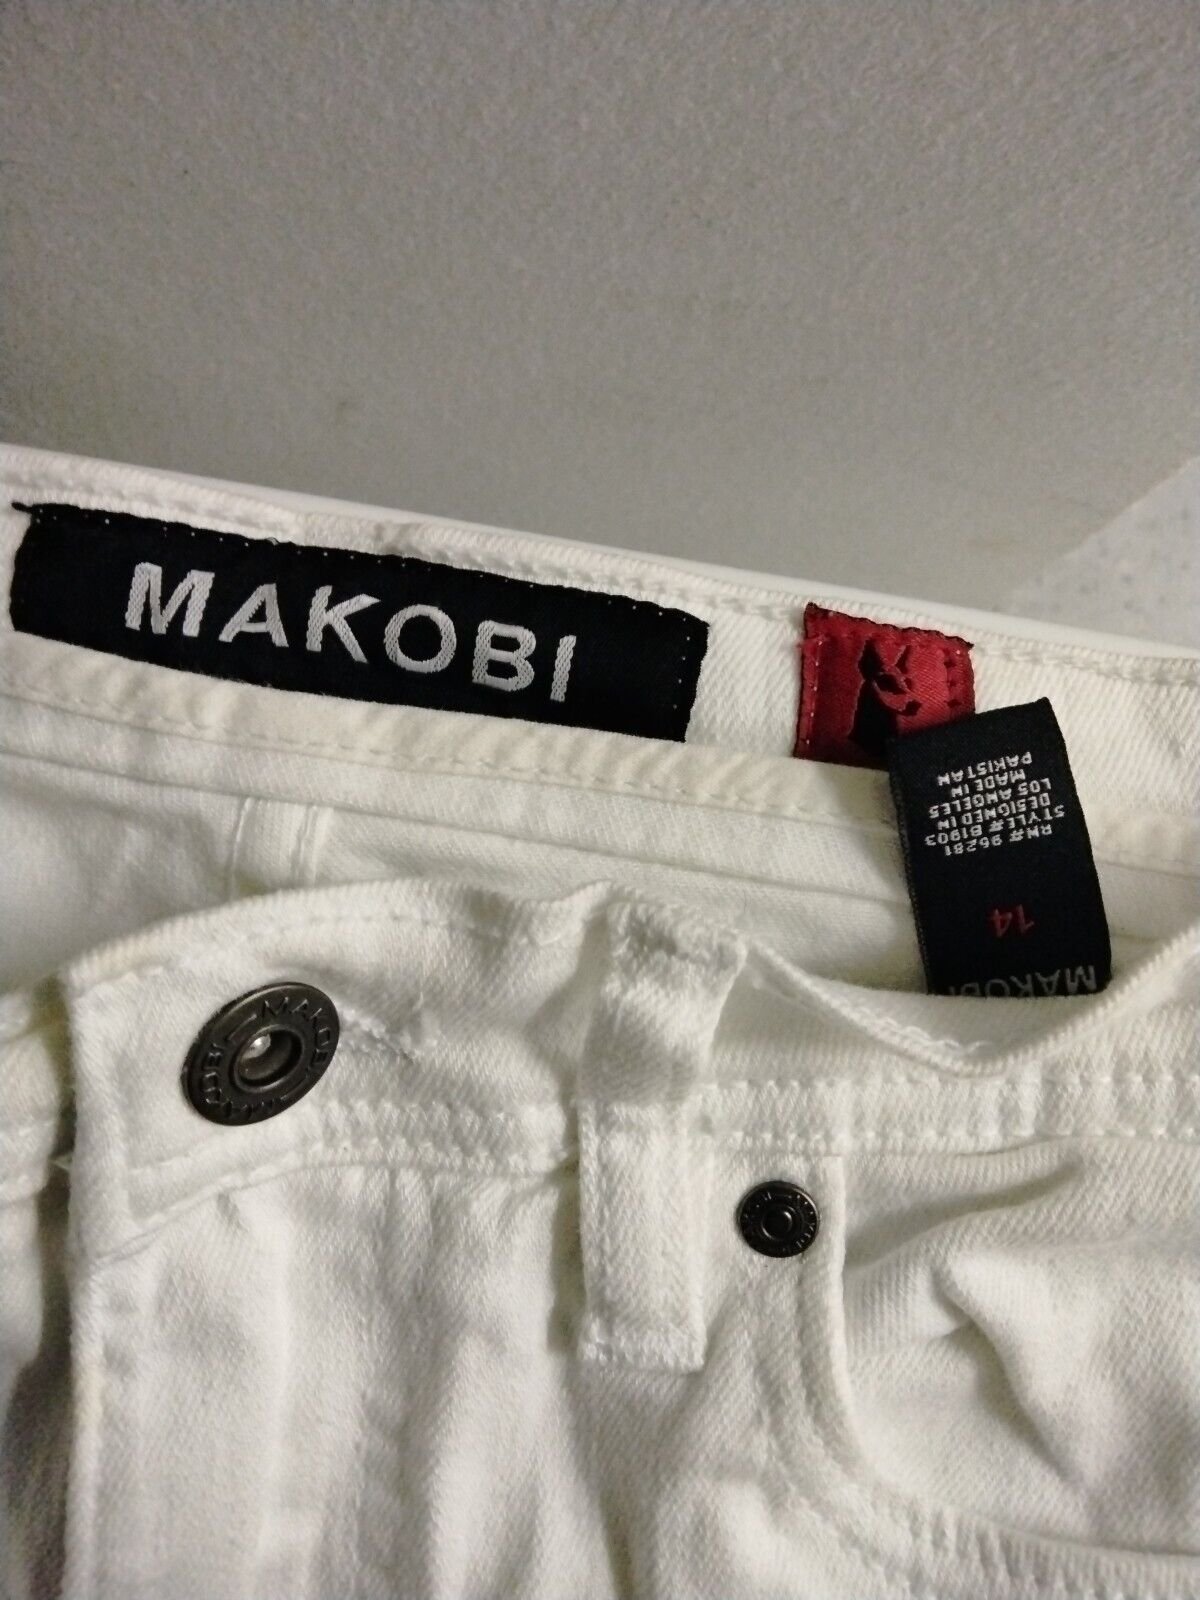 MAKOBI
MAKOBI
14
RN# 96281
STYLE# B1903
DESIGNED IN
LOS ANGELES
MADE IN
PAKISTAN
MAKOBI
MAKOBI